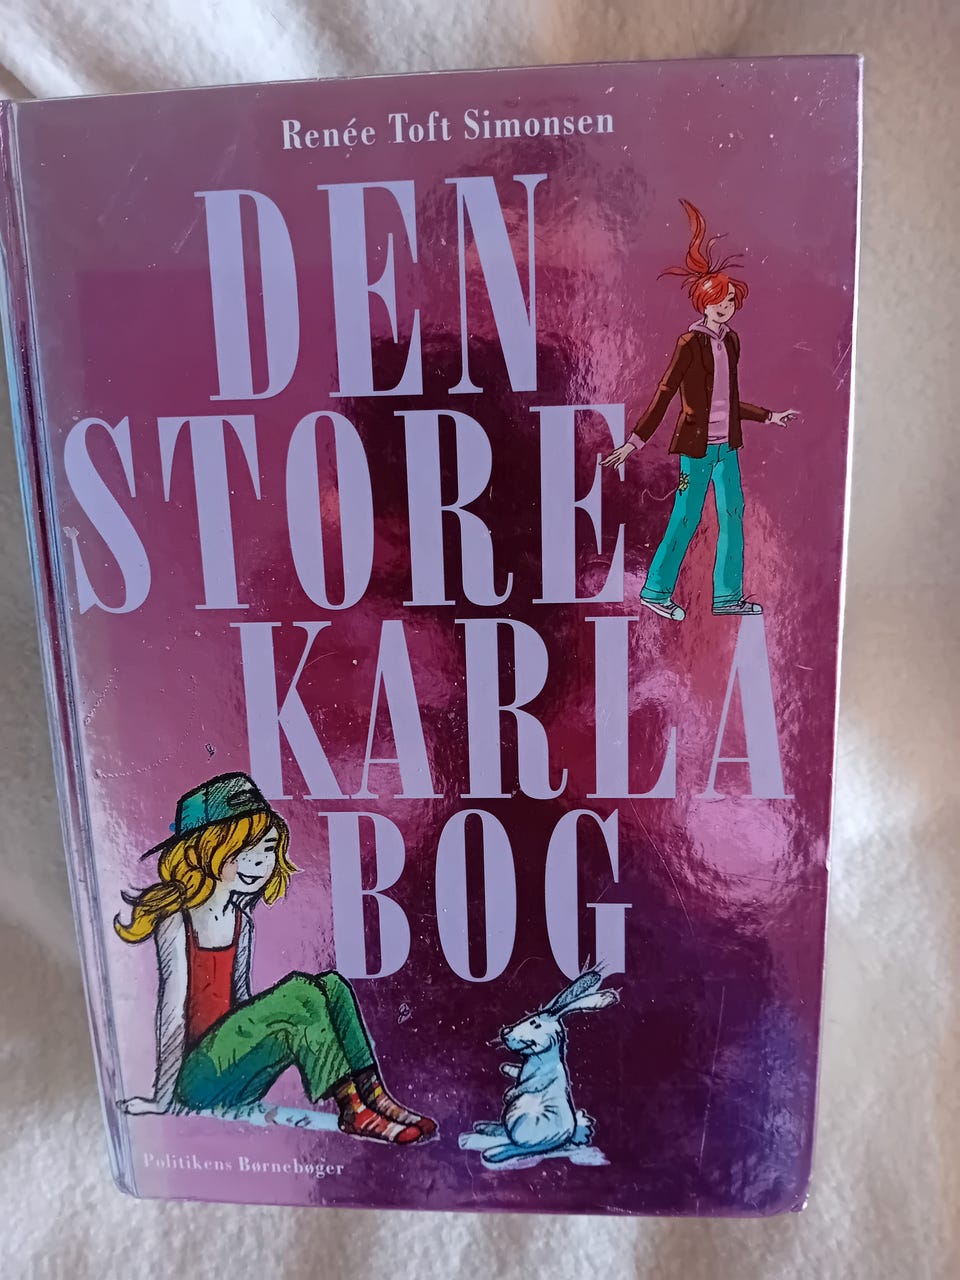 Renée Toft Simonsen
DEN
STORE
KARLA
BOG
Politikens Børnebøger